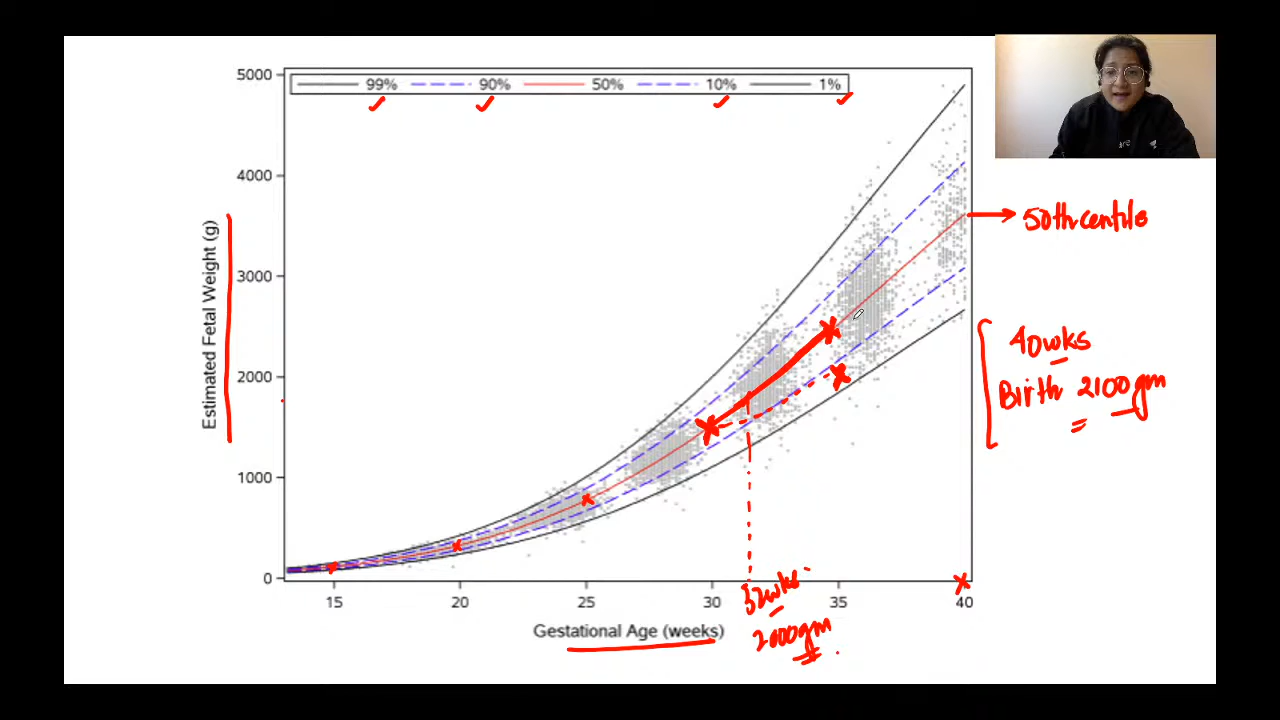 5000
99% 90% 50% 10% 1%
4000
3000
2000
1000
0
Estimated Fetal Weight (g)
15 20 25 30 35 40
Gestational Age (weeks)
50th centile
40wks
Birth 2100gm
32wks
2000gm